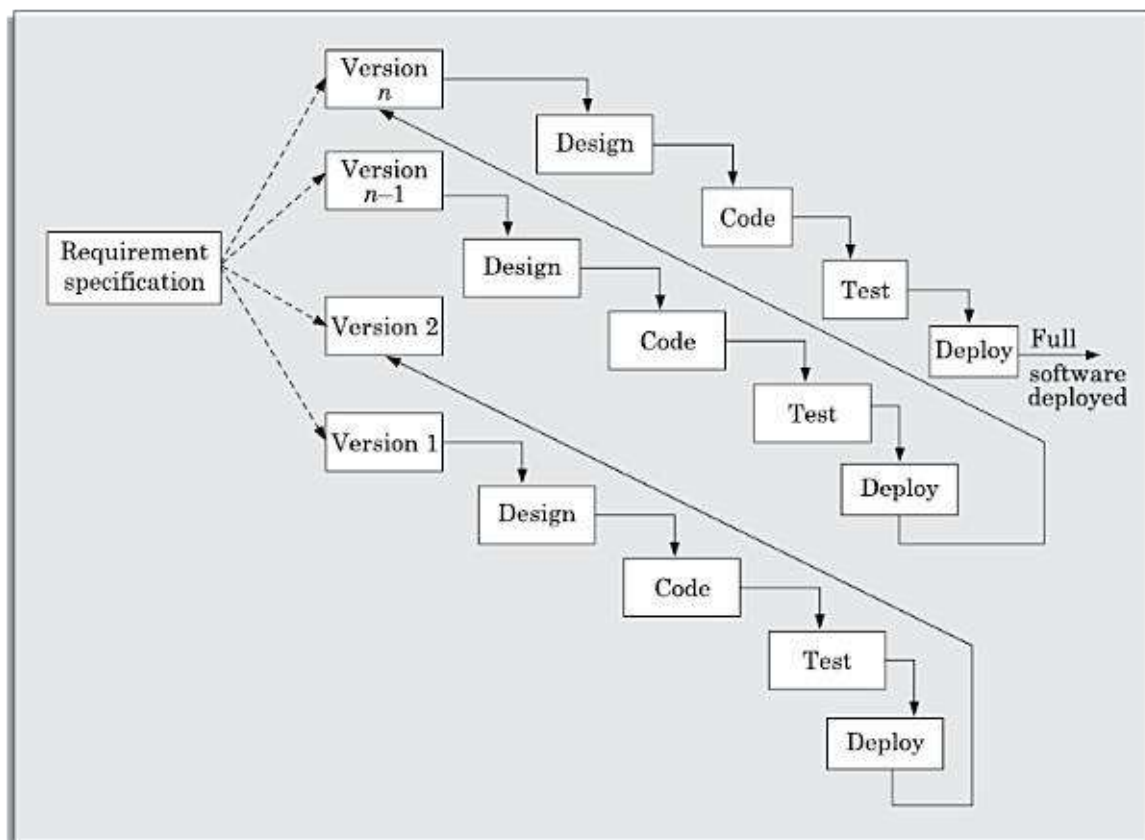 Version
n
Design
Code
Test
Deploy
Full
software
deployed
Version
n–1
Design
Code
Test
Deploy
Requirement
specification
Version 2
Version 1
Design
Code
Test
Deploy